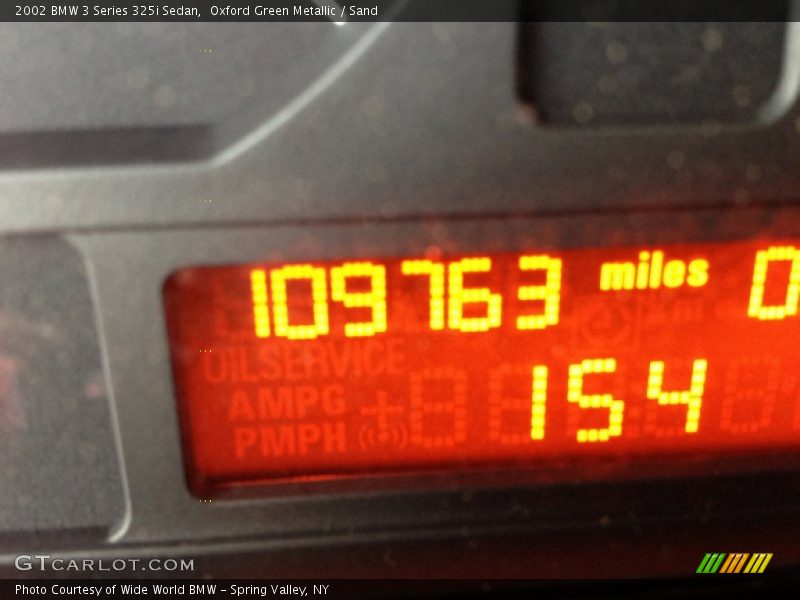 2002 BMW 3 Series 325i Sedan, Oxford Green Metallic / Sand
109763 miles 0
OILSERVICE
AMPG
154
PMPH
GTCARLOT.COM
Photo Courtesy of Wide World BMW – Spring Valley, NY